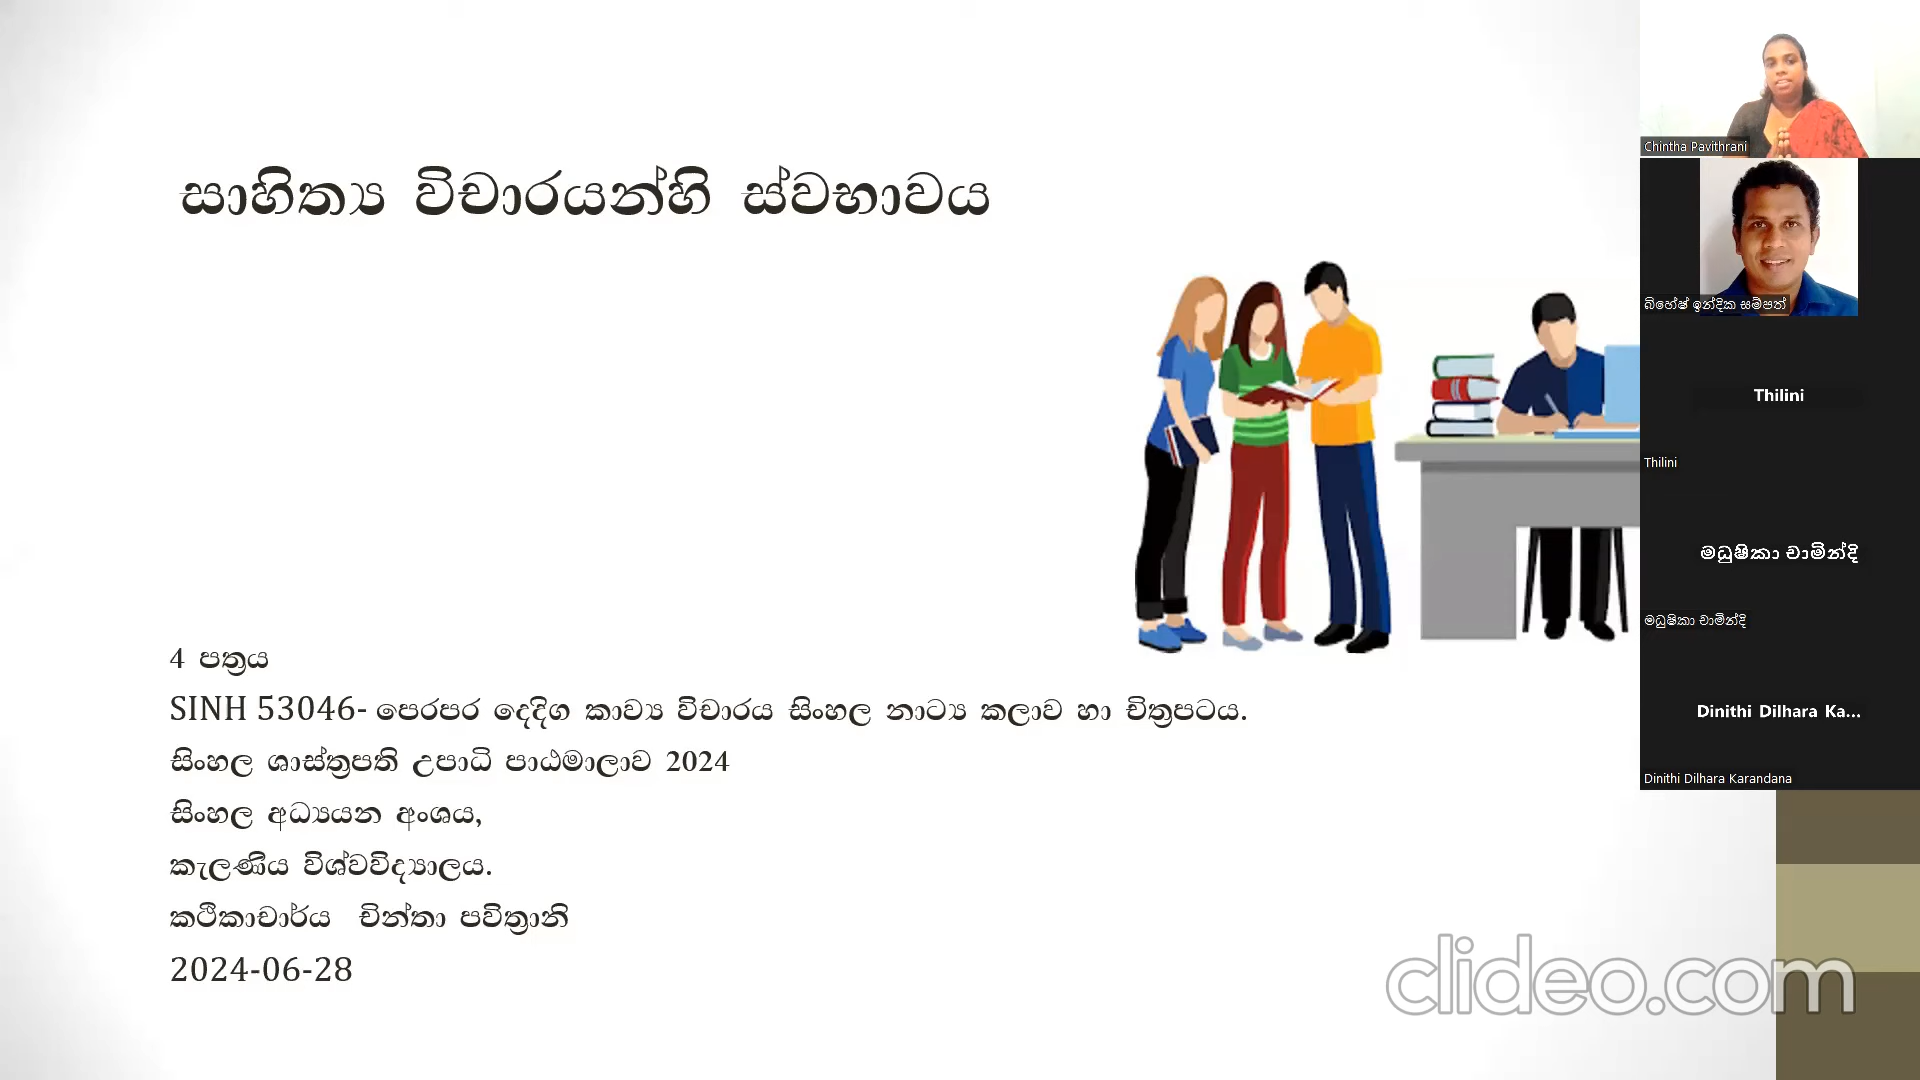 සාහිත්‍ය විචාරයන්හි ස්වභාවය
4 පත්‍රය
SINH 53046- පෙරපර දෙදිග කාව්‍ය විචාරය සිංහල නාට්‍ය කලාව හා චිත්‍රපටය.
සිංහල ශාස්ත්‍රපති උපාධි පාඨමාලාව 2024
සිංහල අධ්‍යයන අංශය,
කැලණිය විශ්වවිද්‍යාලය.
කථිකාචාර්ය චින්තා පවිත්‍රානි
2024-06-28
Chintha Pavithrani
බිහේෂ් ඉන්දික සම්පත්
Thilini
Thilini
මධුෂිකා චාමින්දි
මධුෂිකා චාමින්දි
Dinithi Dilhara Ka...
Dinithi Dilhara Karandana
clideo.com